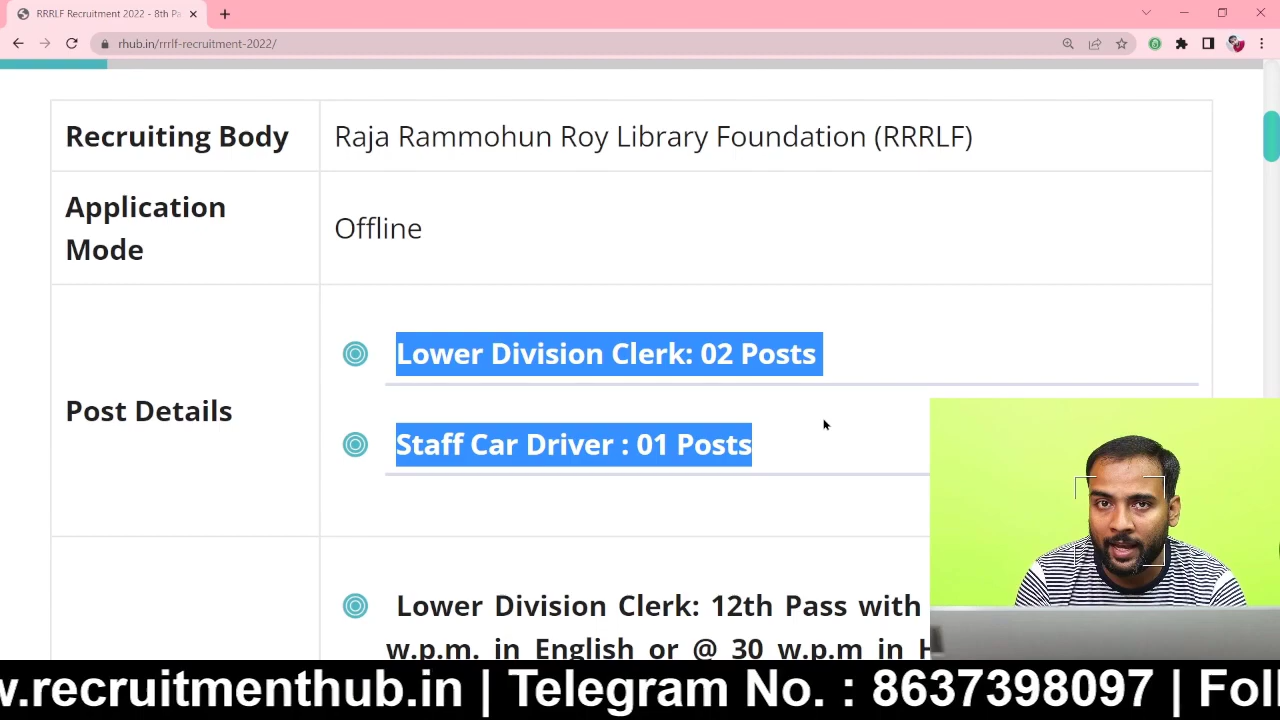 RRRLF Recruitment 2022 - 8th Pa
rhub.in/rrrlf-recruitment-2022/
Recruiting Body
Raja Rammohun Roy Library Foundation (RRRLF)
Application
Mode
Offline
Post Details
Lower Division Clerk: 02 Posts
Staff Car Driver : 01 Posts
Lower Division Clerk: 12th Pass with
w.p.m. in English or @ 30 w.p.m in H
w.recruitmenthub.in | Telegram No. : 8637398097 | Fol